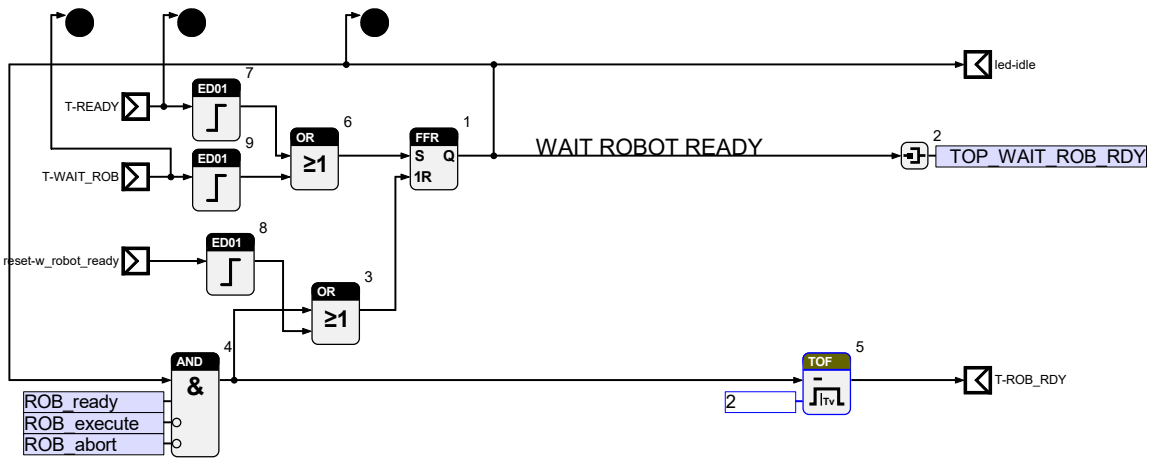 7
ED01
T-READY
led-idle
6
OR
≥1
1
FFR
S Q
1R
WAIT ROBOT READY
2
TOP_WAIT_ROB_RDY
9
ED01
T-WAIT_ROB
8
ED01
reset-w_robot_ready
3
OR
≥1
4
AND
&
5
TOF
Tv
T-ROB_RDY
ROB_ready
2
ROB_execute
ROB_abort